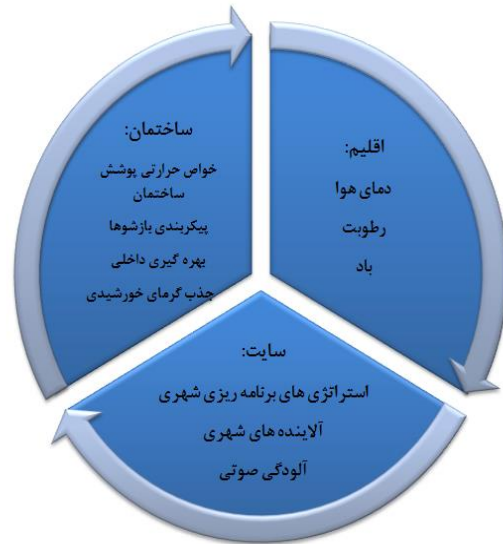 اقلیم:
دمای هوا
رطوبت
باد
سایت:
استراتژی های برنامه ریزی شهری
آلاینده های شهری
آلودگی صوتی
ساختمان:
خواص حرارتی پوشش
ساختمان
پیکربندی بازشوها
بهره گیری داخلی
جذب گرمای خورشیدی